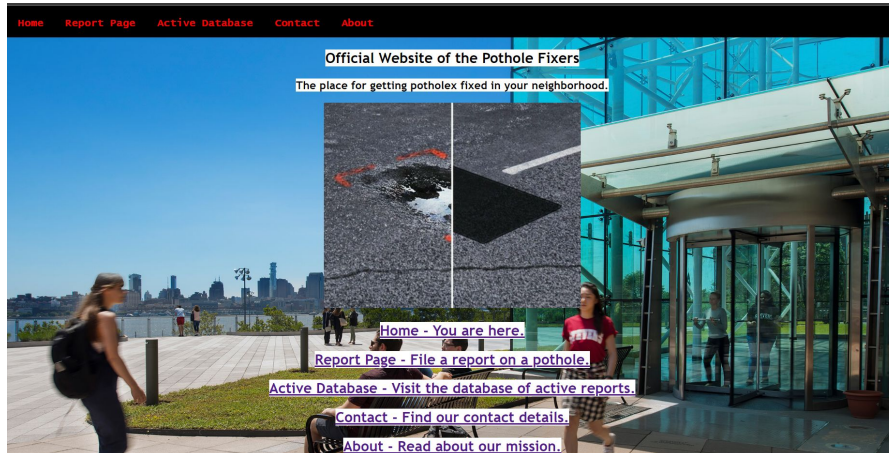 Home Report Page Active Database Contact About
Official Website of the Pothole Fixers
The place for getting potholex fixed in your neighborhood.
Home - You are here.
Report Page - File a report on a pothole.
Active Database - Visit the database of active reports.
Contact - Find our contact details.
About - Read about our mission.